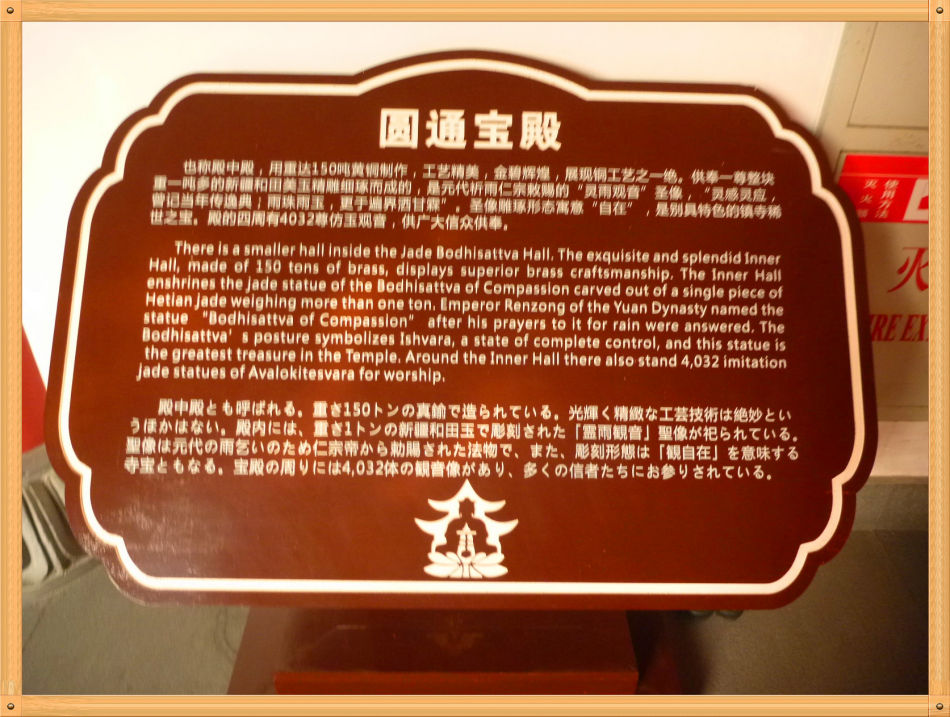 圆通宝殿
也称殿中殿，用重达150吨黄铜制作，工艺精美，金碧辉煌，展现铜工艺之一绝。供奉一尊整块
重一吨多的新疆和田美玉精雕细琢而成的，是元代祈雨仁宗敕赐的“灵雨观音”圣像，“灵感灵应，
曾记当年传逸典；雨珠雨玉，更于遍界洒甘霖”。圣像雕琢形态寓意“自在”，是别具特色的镇寺稀
世之宝。殿的四周有4032尊仿玉观音，供广大信众供奉。
There is a smaller hall inside the Jade Bodhisattva Hall. The exquisite and splendid Inner
Hall, made of 150 tons of brass, displays superior brass craftsmanship. The Inner Hall
enshrines the jade statue of the Bodhisattva of Compassion carved out of a single piece of
Hetian Jade weighing more than one ton. Emperor Renzong of the Yuan Dynasty named the
statue “Bodhisattva of Compassion” after his prayers to it for rain were answered. The
Bodhisattva’s posture symbolizes Ishvara, a state of complete control, and this statue is
the greatest treasure in the Temple. Around the Inner Hall there also stand 4,032 imitation
jade statues of Avalokitesvara for worship.
殿中殿とも呼ばれる。重さ150トンの真鍮で造られている。光輝く精緻な工芸技術は絶妙とい
うほかはない。殿内には、重さ1トンの新疆和田玉で彫刻された「霊雨観音」聖像が祀られている。
聖像は元代の雨乞いのため仁宗帝から勅賜された法物で、また、彫刻形態は「観自在」を意味する
寺宝ともなる。宝殿の周りには4,032体の観音像があり、多くの信者たちにお参りされている。
使用方法
火